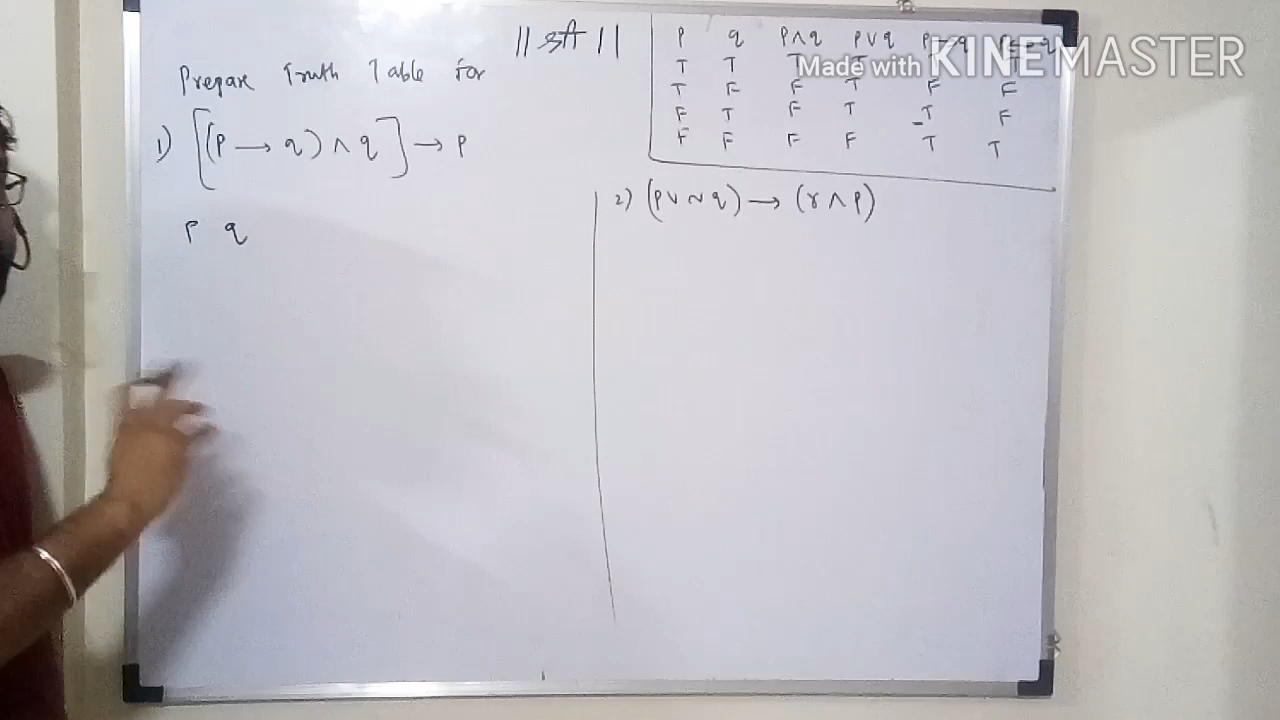 || श्री ||
Prepare Truth Table for
1) [(p → q) ∧ q] → p
p q
p q p∧q p∨q p→q p↔q
T T T T T T
T F F T F F
F T F T T F
F F F F T T
Made with KINEMASTER
2) (p∨∼q) → (r∧p)